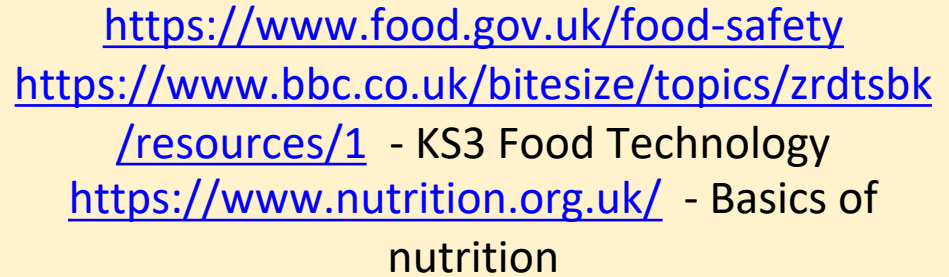 https://www.food.gov.uk/food-safety
https://www.bbc.co.uk/bitesize/topics/zrdtsbk
/resources/1 - KS3 Food Technology
https://www.nutrition.org.uk/ - Basics of
nutrition